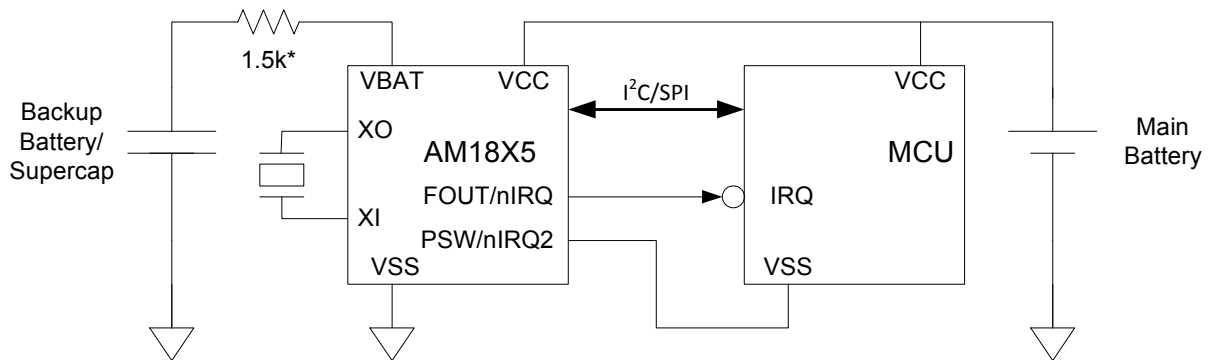 1.5k*
Backup
Battery/
Supercap
VBAT
VCC
XO
AM18X5
FOUT/nIRQ
XI
PSW/nIRQ2
VSS
I²C/SPI
VCC
MCU
IRQ
VSS
Main
Battery